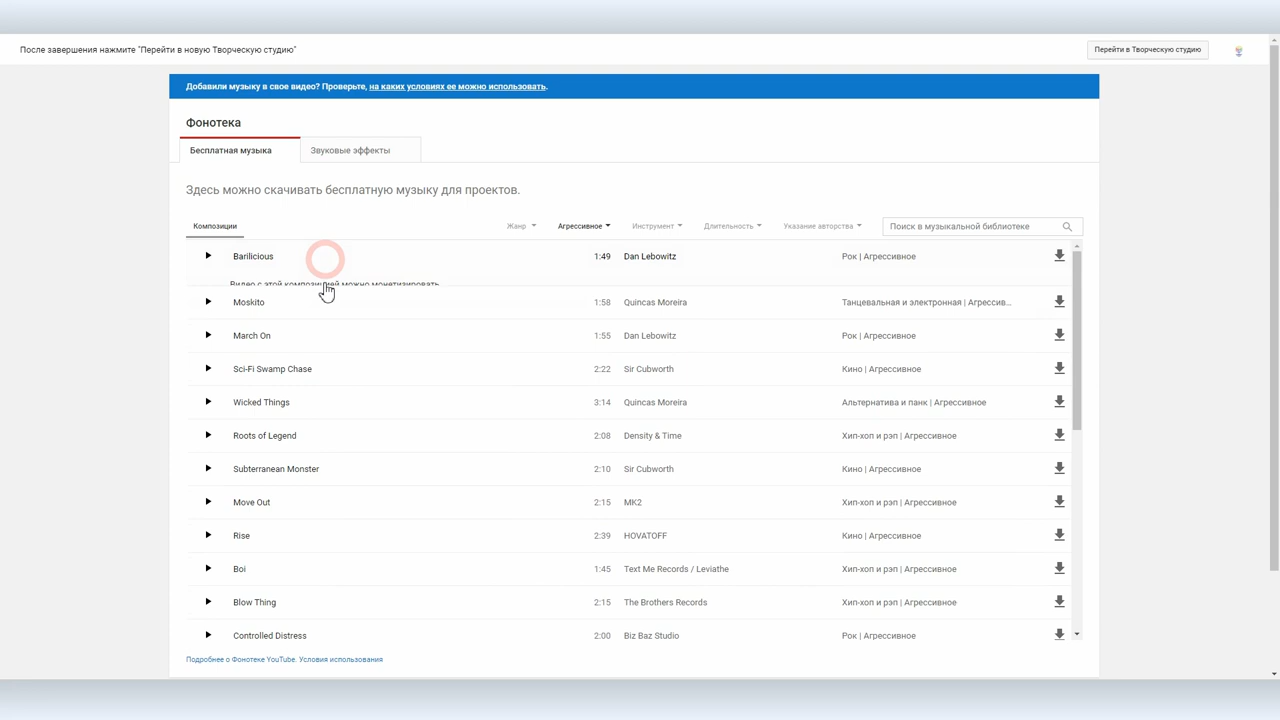 После завершения нажмите "Перейти в новую Творческую студию"
Перейти в Творческую студию
Добавили музыку в свое видео? Проверьте, на каких условиях ее можно использовать.
Фонотека
Бесплатная музыка Звуковые эффекты
Здесь можно скачивать бесплатную музыку для проектов.
Композиции Жанр Агрессивное Инструмент Длительность Указание авторства Поиск в музыкальной библиотеке
Barilicious 1:49 Dan Lebowitz Рок | Агрессивное
Видео с этой композицией можно монетизировать
Moskito 1:58 Quincas Moreira Танцевальная и электронная | Агрессив...
March On 1:55 Dan Lebowitz Рок | Агрессивное
Sci-Fi Swamp Chase 2:22 Sir Cubworth Кино | Агрессивное
Wicked Things 3:14 Quincas Moreira Альтернатива и панк | Агрессивное
Roots of Legend 2:08 Density & Time Хип-хоп и рэп | Агрессивное
Subterranean Monster 2:10 Sir Cubworth Кино | Агрессивное
Move Out 2:15 MK2 Хип-хоп и рэп | Агрессивное
Rise 2:39 HOVATOFF Кино | Агрессивное
Boi 1:45 Text Me Records / Leviathe Хип-хоп и рэп | Агрессивное
Blow Thing 2:15 The Brothers Records Хип-хоп и рэп | Агрессивное
Controlled Distress 2:00 Biz Baz Studio Рок | Агрессивное
Подробнее о Фонотеке YouTube. Условия использования